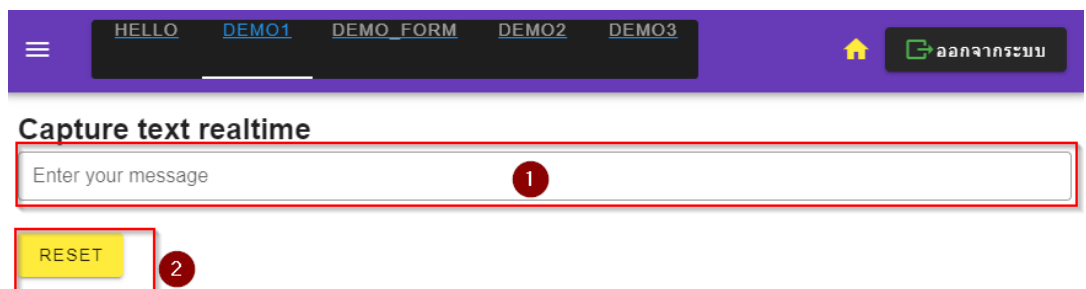 HELLO DEMO1 DEMO_FORM DEMO2 DEMO3 ออกจากระบบ
Capture text realtime
Enter your message 1
RESET 2